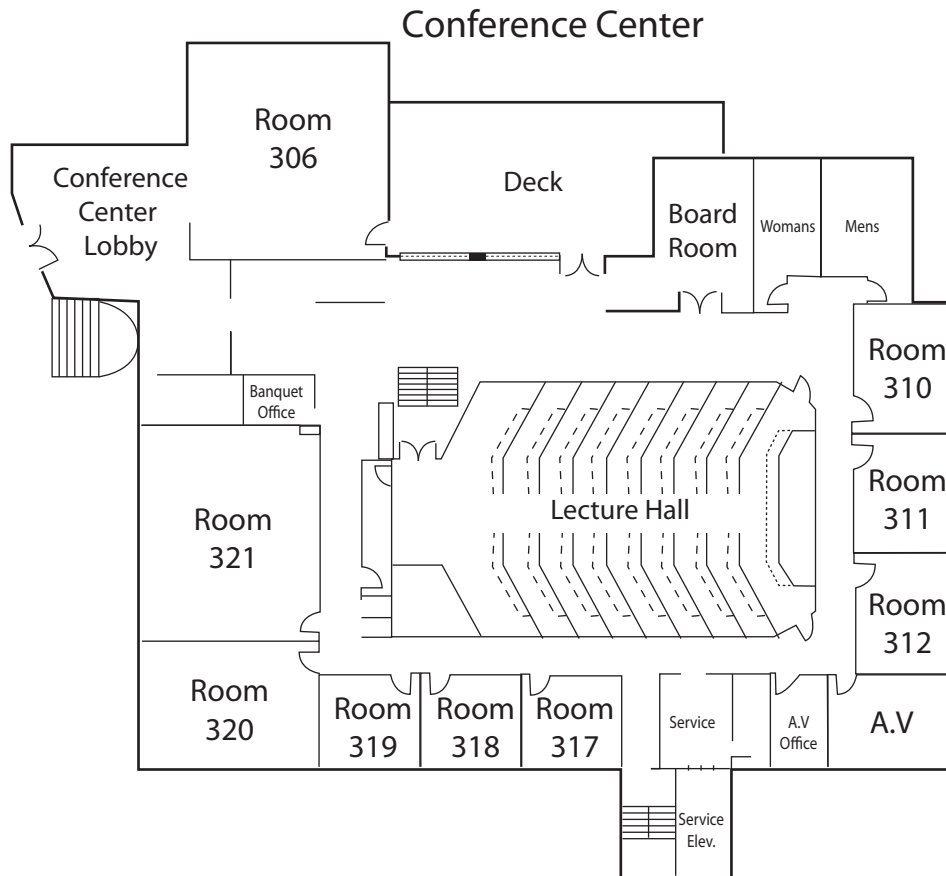 Conference Center
Room
306
Conference
Center
Lobby
Deck
Board
Room
Womans
Mens
Room
310
Banquet
Office
Room
311
Lecture Hall
Room
321
Room
312
Room
320
Room
319
Room
318
Room
317
Service
A.V
Office
A.V
Service
Elev.